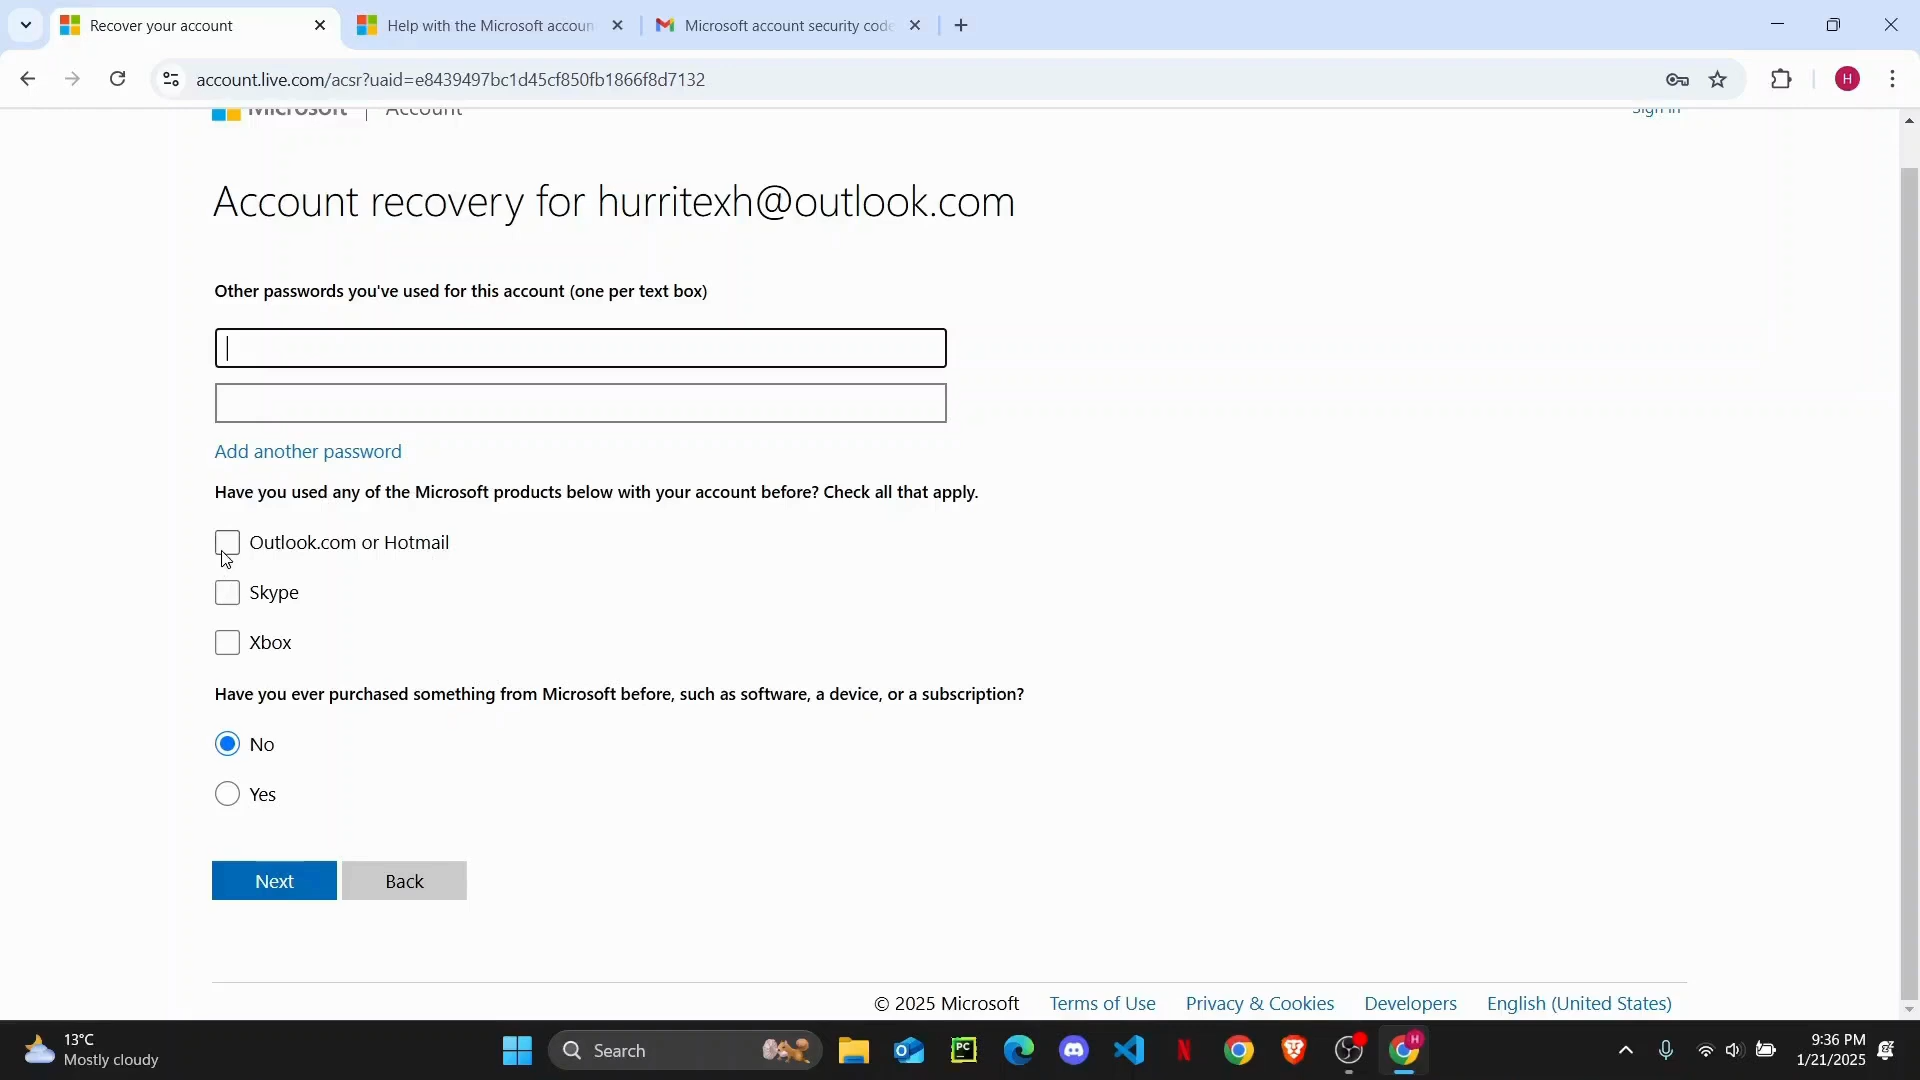 Recover your account
Help with the Microsoft accoun
Microsoft account security code
account.live.com/acsr?uaid=e8439497bc1d45cf850fb1866f8d7132
H
Microsoft | Account
Sign in
Account recovery for hurritexh@outlook.com
Other passwords you've used for this account (one per text box)
Add another password
Have you used any of the Microsoft products below with your account before? Check all that apply.
Outlook.com or Hotmail
Skype
Xbox
Have you ever purchased something from Microsoft before, such as software, a device, or a subscription?
No
Yes
Next Back
© 2025 Microsoft Terms of Use Privacy & Cookies Developers English (United States)
13°C
Mostly cloudy
Search
PC
N
H
9:36 PM
1/21/2025